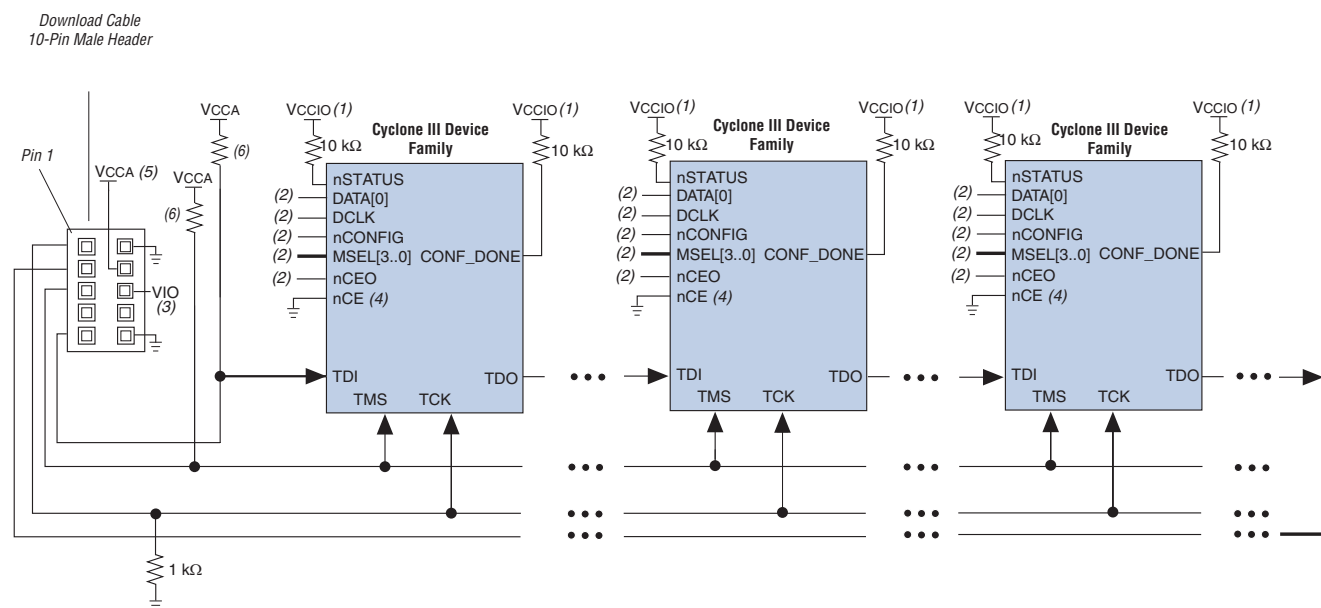 Download Cable
10-Pin Male Header
Pin 1
VCCA (5)
VCCA
(6)
VCCA
(6)
VIO
(3)
1 kΩ
VCCIO (1)
10 kΩ
Cyclone III Device
Family
VCCIO (1)
10 kΩ
nSTATUS
(2) DATA[0]
(2) DCLK
(2) nCONFIG
(2) MSEL[3..0] CONF_DONE
(2) nCEO
nCE (4)
TDI TDO
TMS TCK
VCCIO (1)
10 kΩ
Cyclone III Device
Family
VCCIO (1)
10 kΩ
nSTATUS
(2) DATA[0]
(2) DCLK
(2) nCONFIG
(2) MSEL[3..0] CONF_DONE
(2) nCEO
nCE (4)
TDI TDO
TMS TCK
VCCIO (1)
10 kΩ
Cyclone III Device
Family
VCCIO (1)
10 kΩ
nSTATUS
(2) DATA[0]
(2) DCLK
(2) nCONFIG
(2) MSEL[3..0] CONF_DONE
(2) nCEO
nCE (4)
TDI TDO
TMS TCK